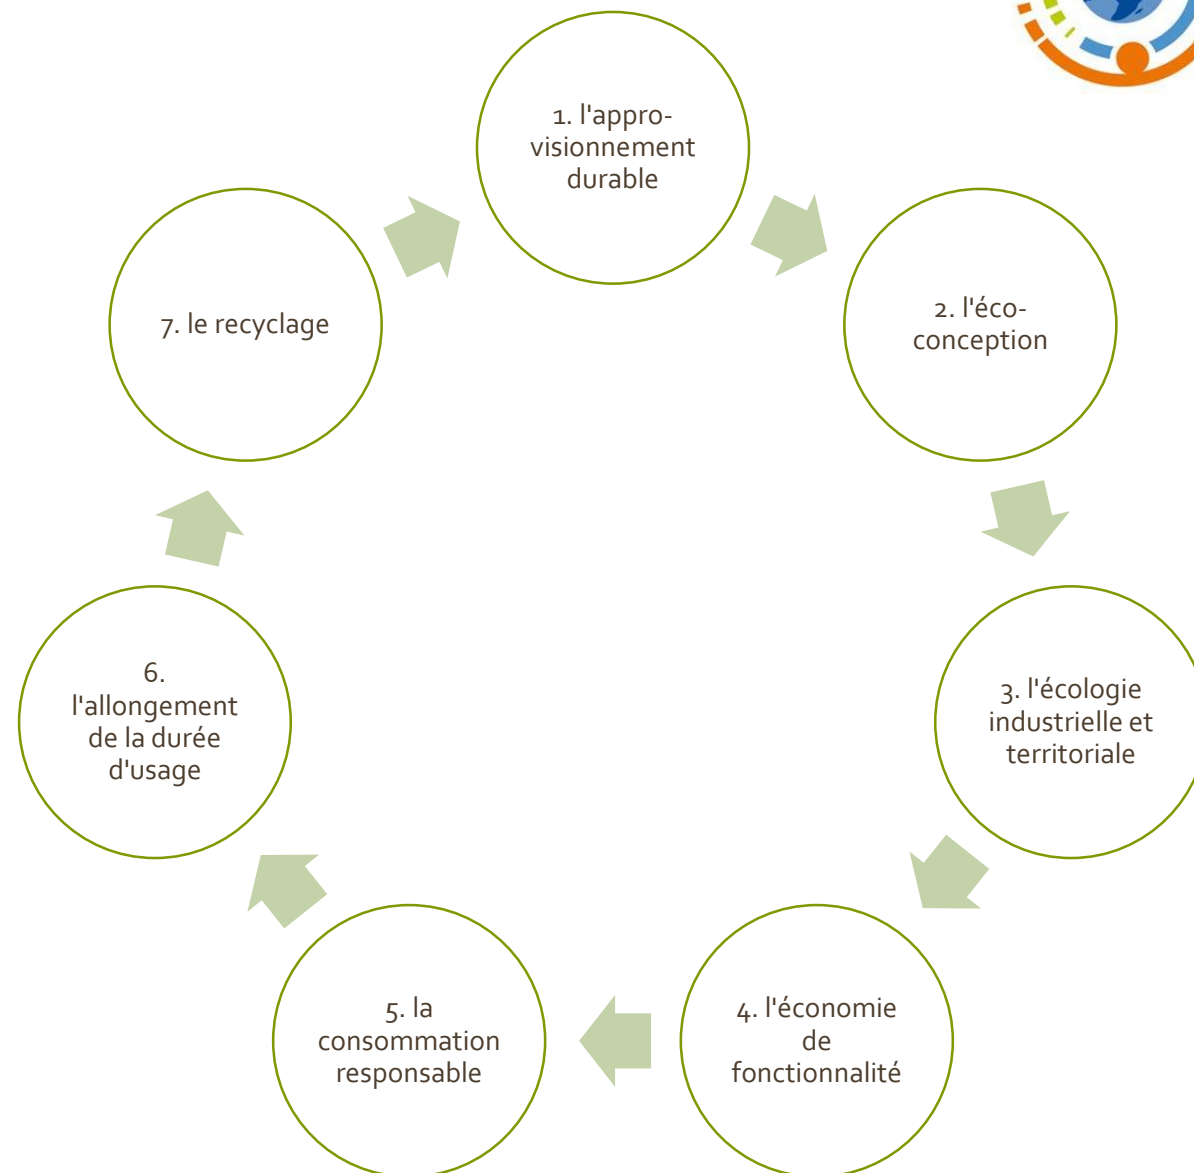 1. l'appro-
visionnement
durable
2. l'éco-
conception
3. l'écologie
industrielle et
territoriale
4. l'économie
de
fonctionnalité
5. la
consommation
responsable
6.
l'allongement
de la durée
d'usage
7. le recyclage